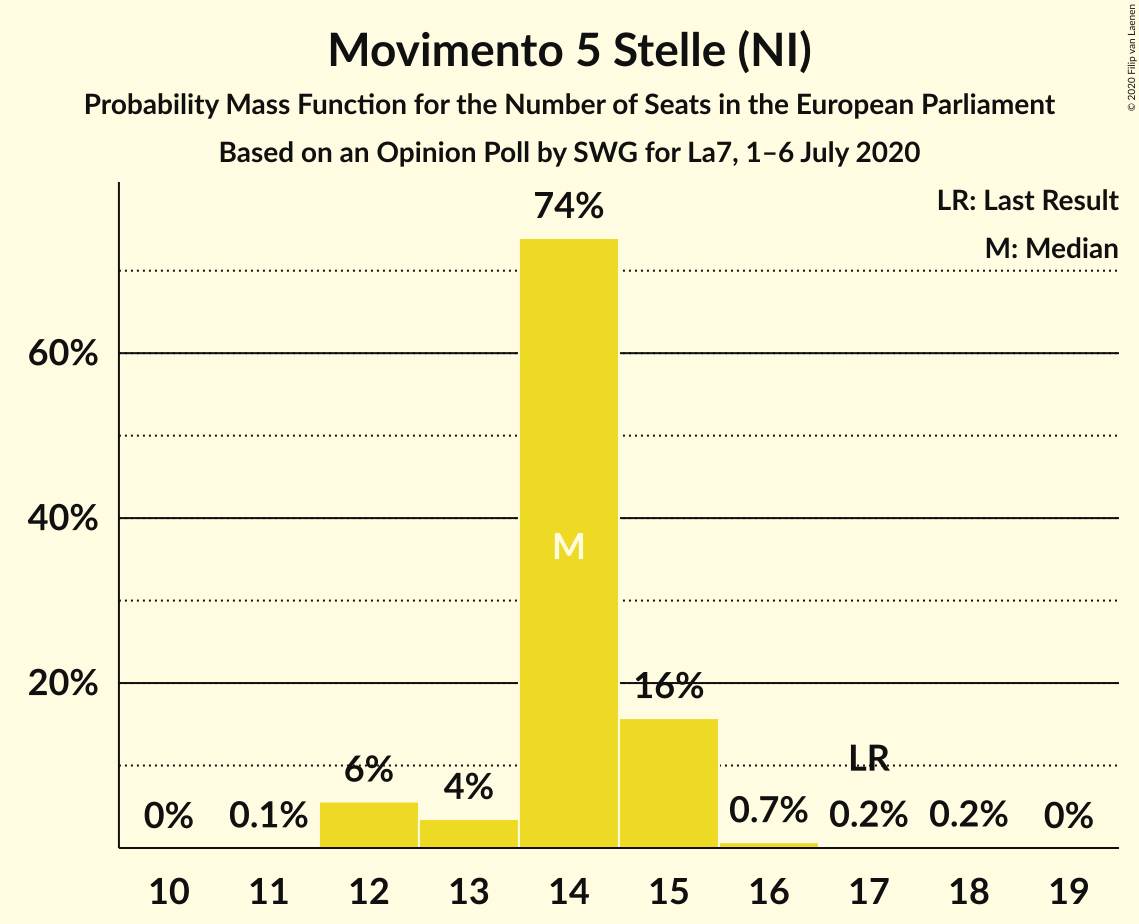 Movimento 5 Stelle (NI)
Probability Mass Function for the Number of Seats in the European Parliament
Based on an Opinion Poll by SWG for La7, 1–6 July 2020
© 2020 Filip van Laenen
LR: Last Result
M: Median
74%
60%
40%
M
20%
16%
LR
6%
4%
0%
0.1%
0.7%
0.2%
0.2%
0%
10 11 12 13 14 15 16 17 18 19